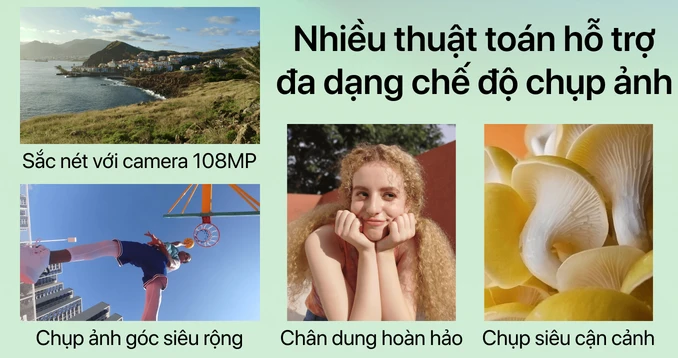 Nhiều thuật toán hỗ trợ
đa dạng chế độ chụp ảnh
Sắc nét với camera 108MP
Chụp ảnh góc siêu rộng
Chân dung hoàn hảo
Chụp siêu cận cảnh